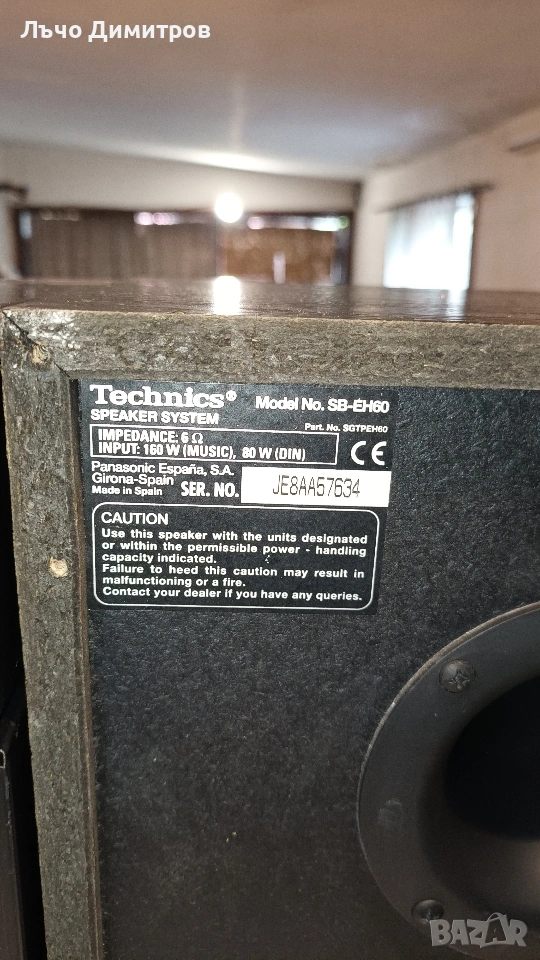 Лъчо Димитров
Technics® Model No. SB-EH60
SPEAKER SYSTEM Part. No. SGTPEH60
IMPEDANCE: 6 Ω
INPUT: 160 W (MUSIC), 80 W (DIN)
CE
Panasonic España, S.A.
Girona-Spain
Made in Spain SER. NO. JE8AA57634
CAUTION
Use this speaker with the units designated
or within the permissible power - handling
capacity indicated.
Failure to heed this caution may result in
malfunctioning or a fire.
Contact your dealer if you have any queries.
BAZAR